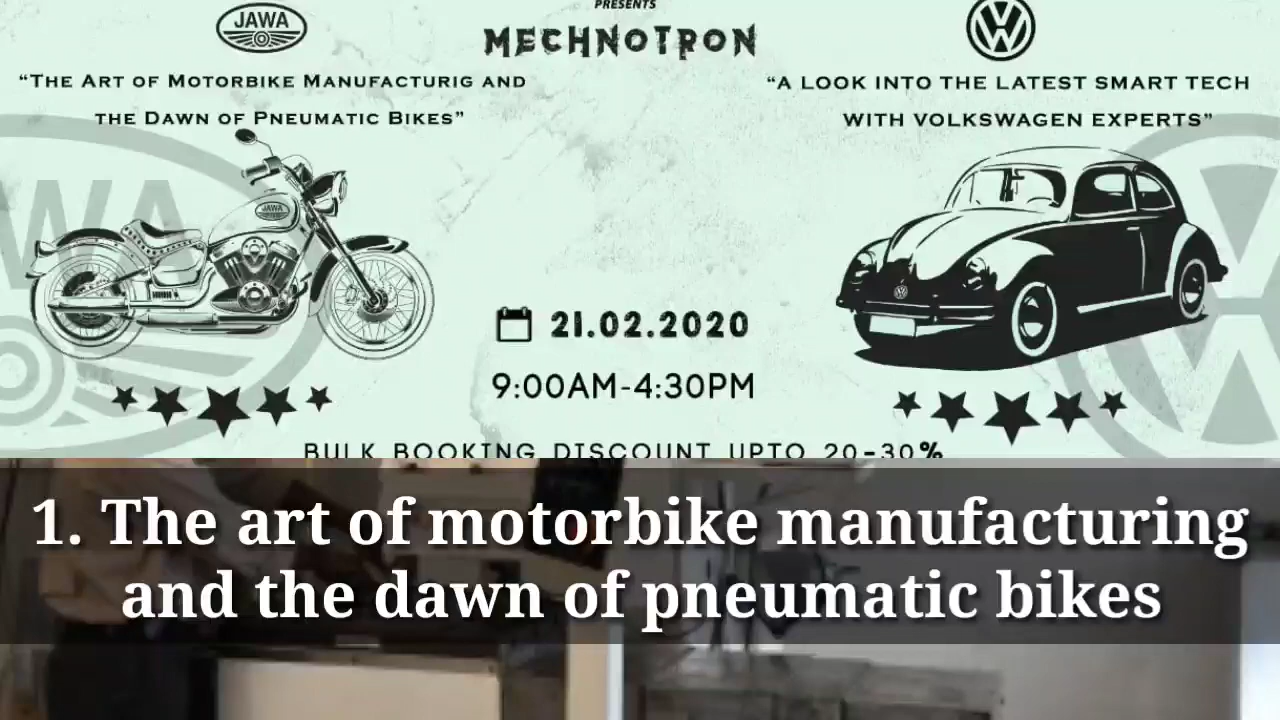 PRESENTS
JAWA
MECHNOTRON
“THE ART OF MOTORBIKE MANUFACTURIG AND
THE DAWN OF PNEUMATIC BIKES”
“A LOOK INTO THE LATEST SMART TECH
WITH VOLKSWAGEN EXPERTS”
WA
JAWA
21.02.2020
9:00AM-4:30PM
BULK BOOKING DISCOUNT UPTO 20-30%
1. The art of motorbike manufacturing
and the dawn of pneumatic bikes